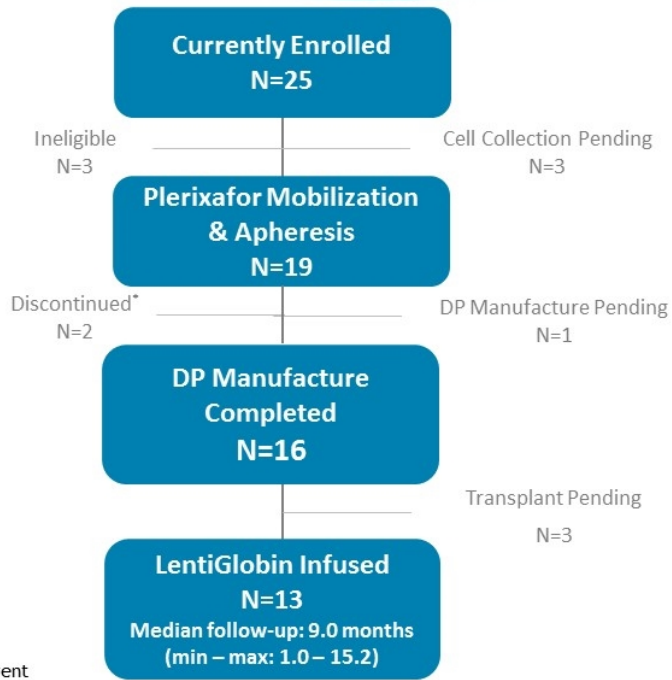 Currently Enrolled
N=25
Ineligible
N=3
Cell Collection Pending
N=3
Plerixafor Mobilization
& Apheresis
N=19
Discontinued*
N=2
DP Manufacture Pending
N=1
DP Manufacture
Completed
N=16
Transplant Pending
N=3
LentiGlobin Infused
N=13
Median follow-up: 9.0 months
(min – max: 1.0 – 15.2)